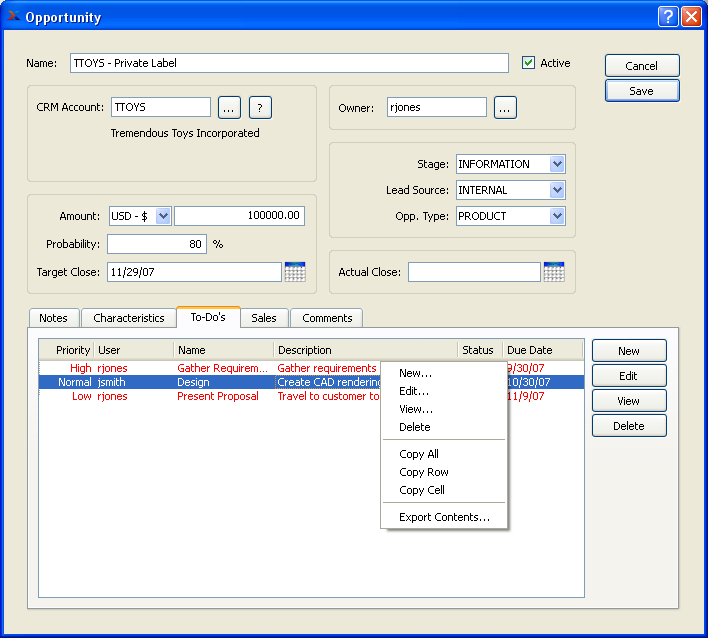 Opportunity
Name: TTOYS - Private Label Active Cancel
Save
CRM Account: TTOYS ... ?
Tremendous Toys Incorporated
Owner: rjones ...
Stage: INFORMATION
Lead Source: INTERNAL
Opp. Type: PRODUCT
Amount: USD - $ 100000.00
Probability: 80 %
Target Close: 11/29/07
Actual Close:
Notes Characteristics To-Do's Sales Comments
Priority User Name Description Status Due Date
High rjones Gather Requirem... Gather requirements 9/30/07
Normal jsmith Design Create CAD rendering 10/30/07
Low rjones Present Proposal Travel to customer to 11/9/07
New...
Edit...
View...
Delete
Copy All
Copy Row
Copy Cell
Export Contents...
New
Edit
View
Delete